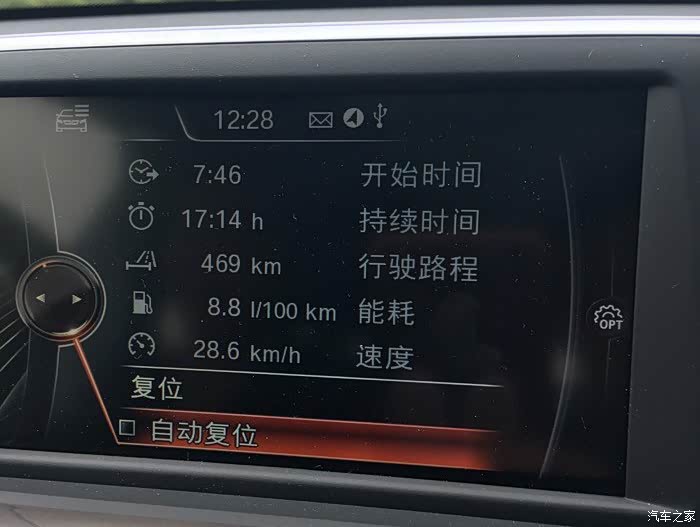 12:28
7:46 开始时间
17:14 h 持续时间
469 km 行驶路程
8.8 l/100 km 能耗
28.6 km/h 速度
OPT
复位
自动复位
汽车之家